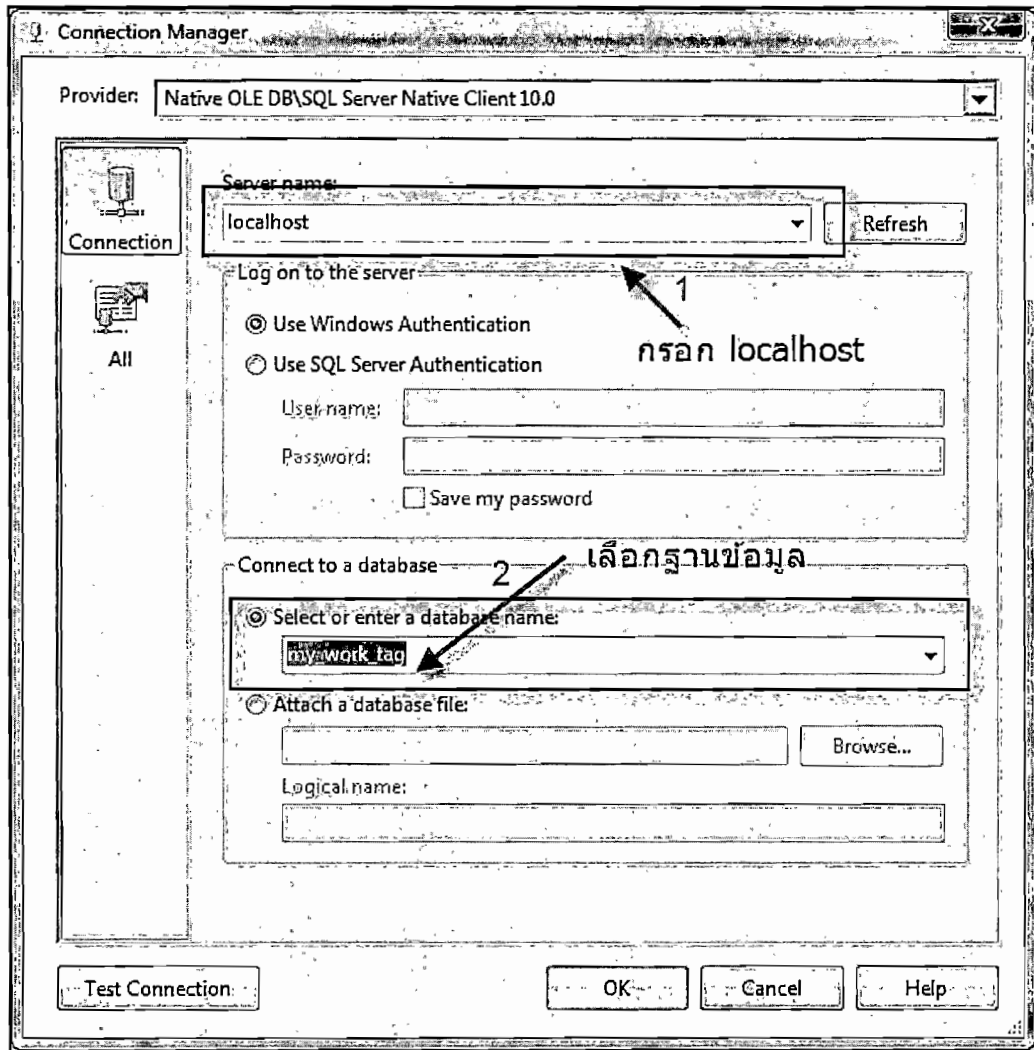 Connection Manager
Provider: Native OLE DB\SQL Server Native Client 10.0
Connection
All
Server name:
localhost
Refresh
1
กรอก localhost
Log on to the server
Use Windows Authentication
Use SQL Server Authentication
User name:
Password:
Save my password
เลือกฐานข้อมูล
2
Connect to a database
Select or enter a database name:
my_work_tag
Attach a database file:
Browse...
Logical name:
Test Connection
OK
Cancel
Help